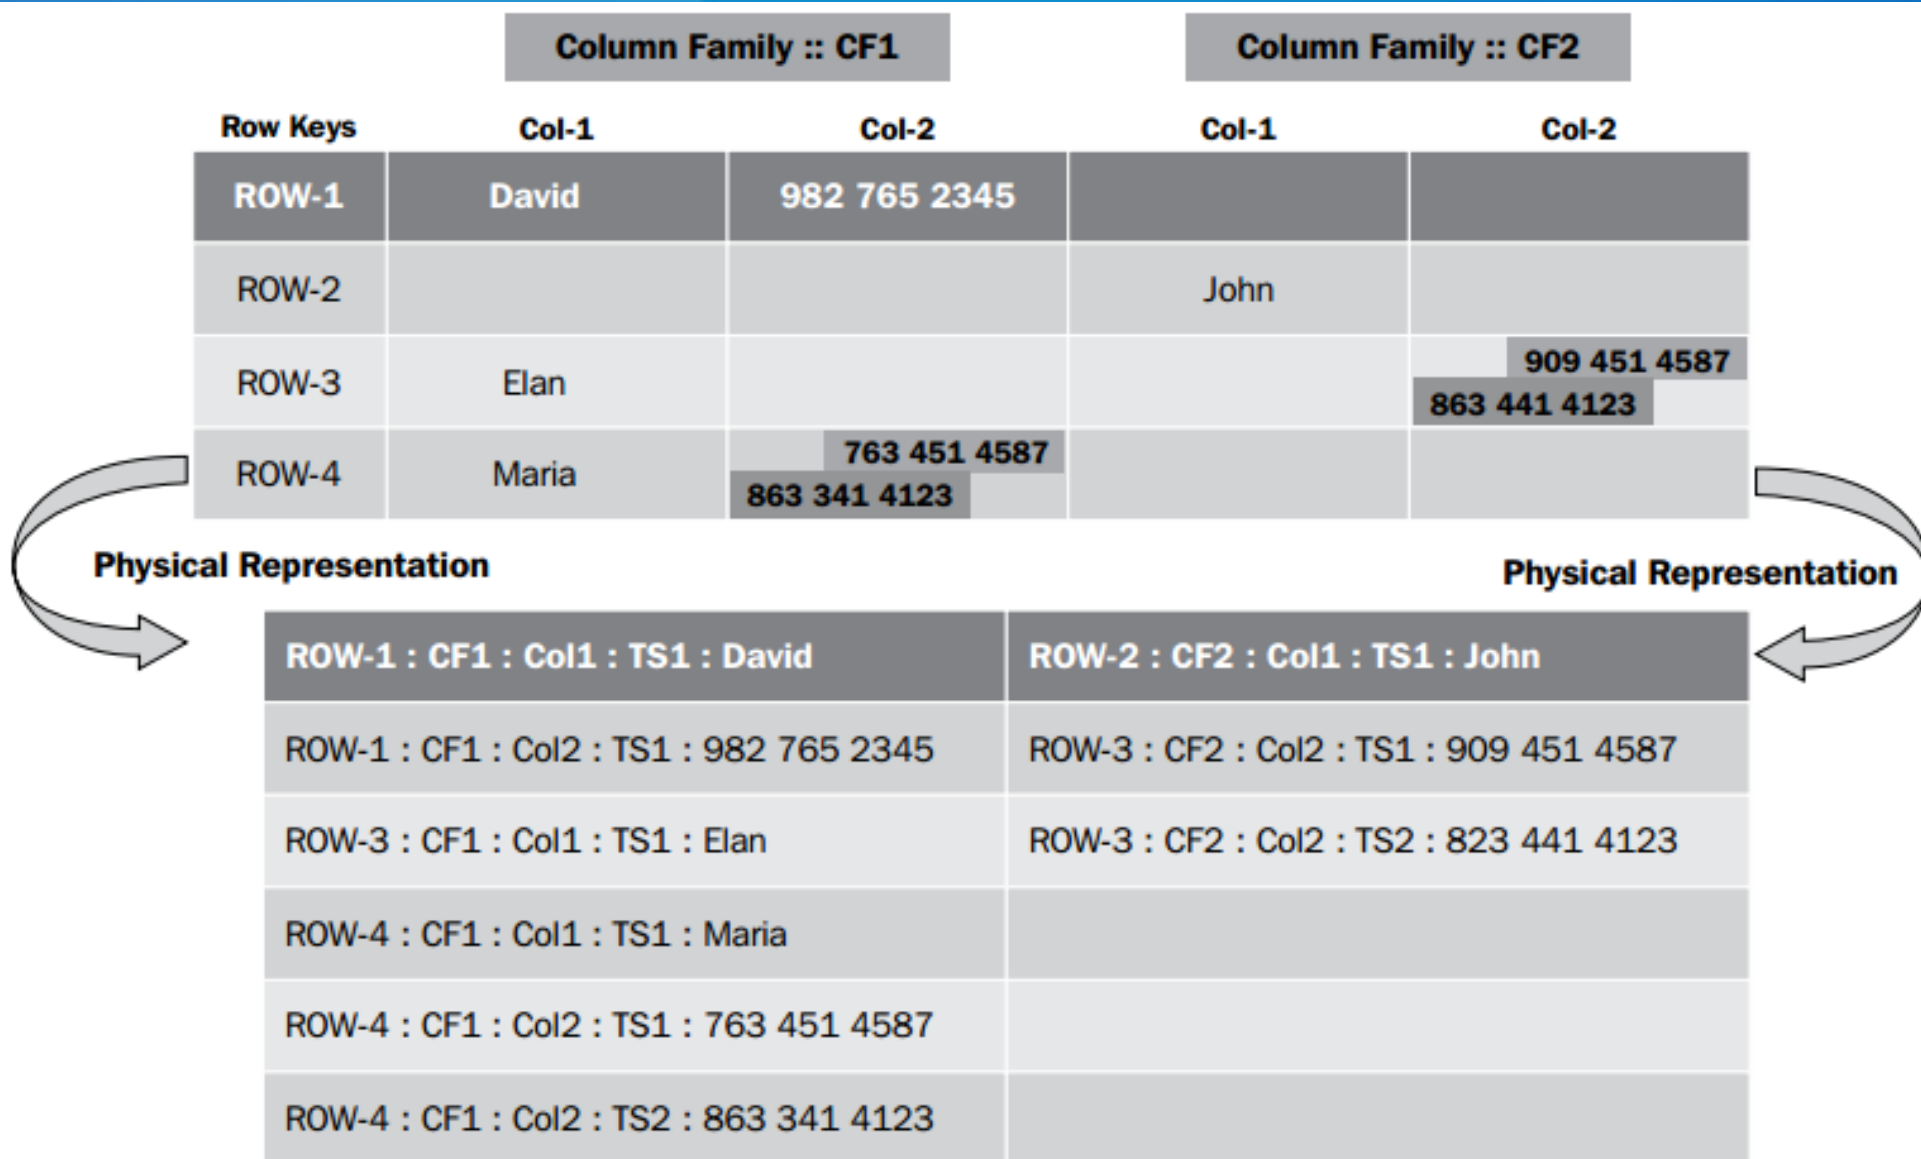 Column Family :: CF1 Column Family :: CF2
Row Keys Col-1 Col-2 Col-1 Col-2
ROW-1 David 982 765 2345
ROW-2 John
ROW-3 Elan 909 451 4587
863 441 4123
ROW-4 Maria 763 451 4587
863 341 4123
Physical Representation Physical Representation
ROW-1 : CF1 : Col1 : TS1 : David ROW-2 : CF2 : Col1 : TS1 : John
ROW-1 : CF1 : Col2 : TS1 : 982 765 2345 ROW-3 : CF2 : Col2 : TS1 : 909 451 4587
ROW-3 : CF1 : Col1 : TS1 : Elan ROW-3 : CF2 : Col2 : TS2 : 823 441 4123
ROW-4 : CF1 : Col1 : TS1 : Maria
ROW-4 : CF1 : Col2 : TS1 : 763 451 4587
ROW-4 : CF1 : Col2 : TS2 : 863 341 4123